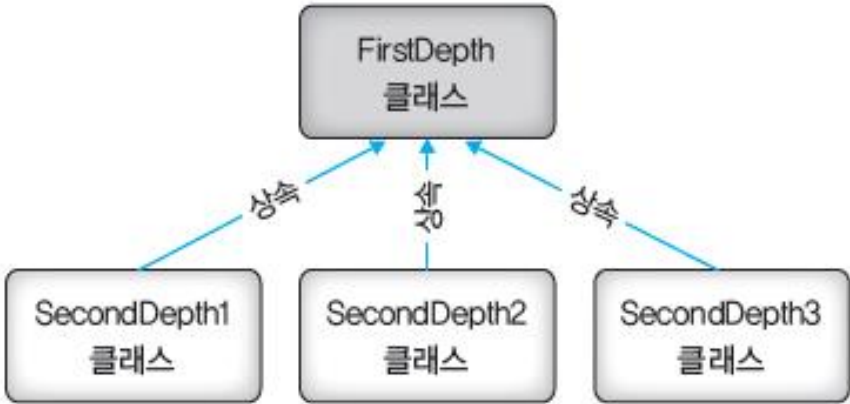 FirstDepth
클래스
상속
상속
상속
SecondDepth1
클래스
SecondDepth2
클래스
SecondDepth3
클래스